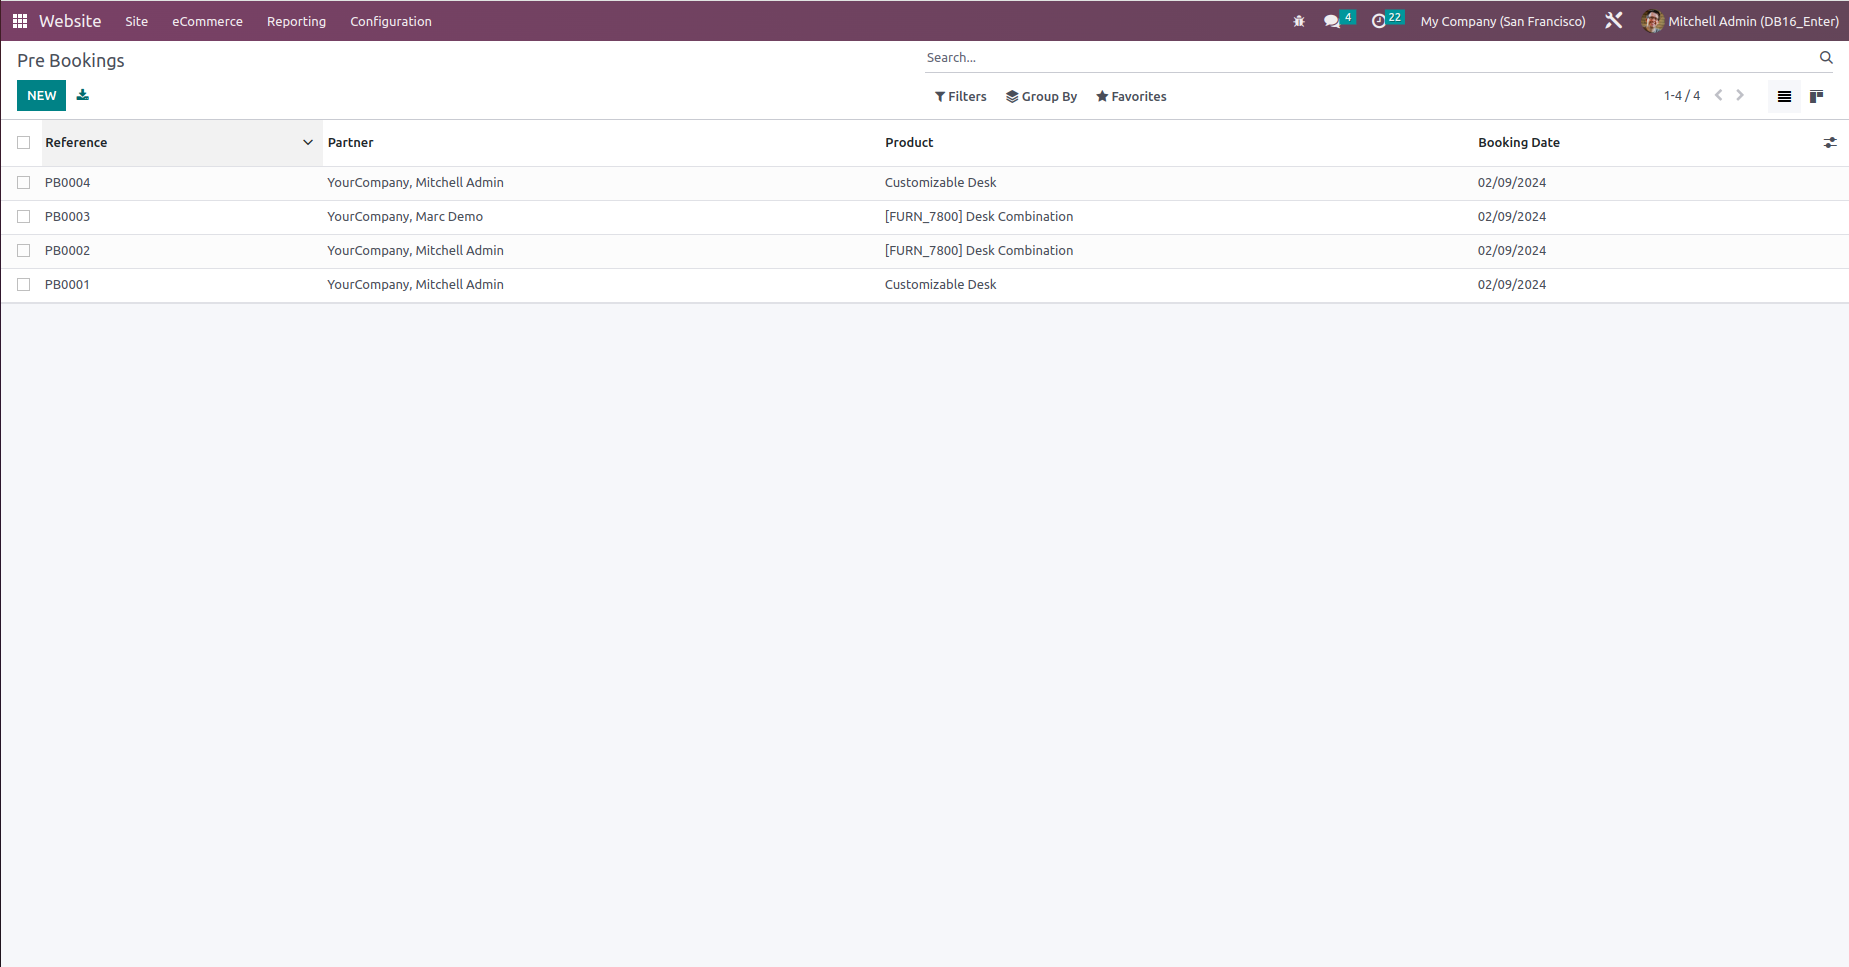 Website Site eCommerce Reporting Configuration 4 22 My Company (San Francisco) Mitchell Admin (DB16_Enter)
Pre Bookings Search...
NEW Filters Group By Favorites 1-4 / 4
Reference Partner Product Booking Date
PB0004 YourCompany, Mitchell Admin Customizable Desk 02/09/2024
PB0003 YourCompany, Marc Demo [FURN_7800] Desk Combination 02/09/2024
PB0002 YourCompany, Mitchell Admin [FURN_7800] Desk Combination 02/09/2024
PB0001 YourCompany, Mitchell Admin Customizable Desk 02/09/2024